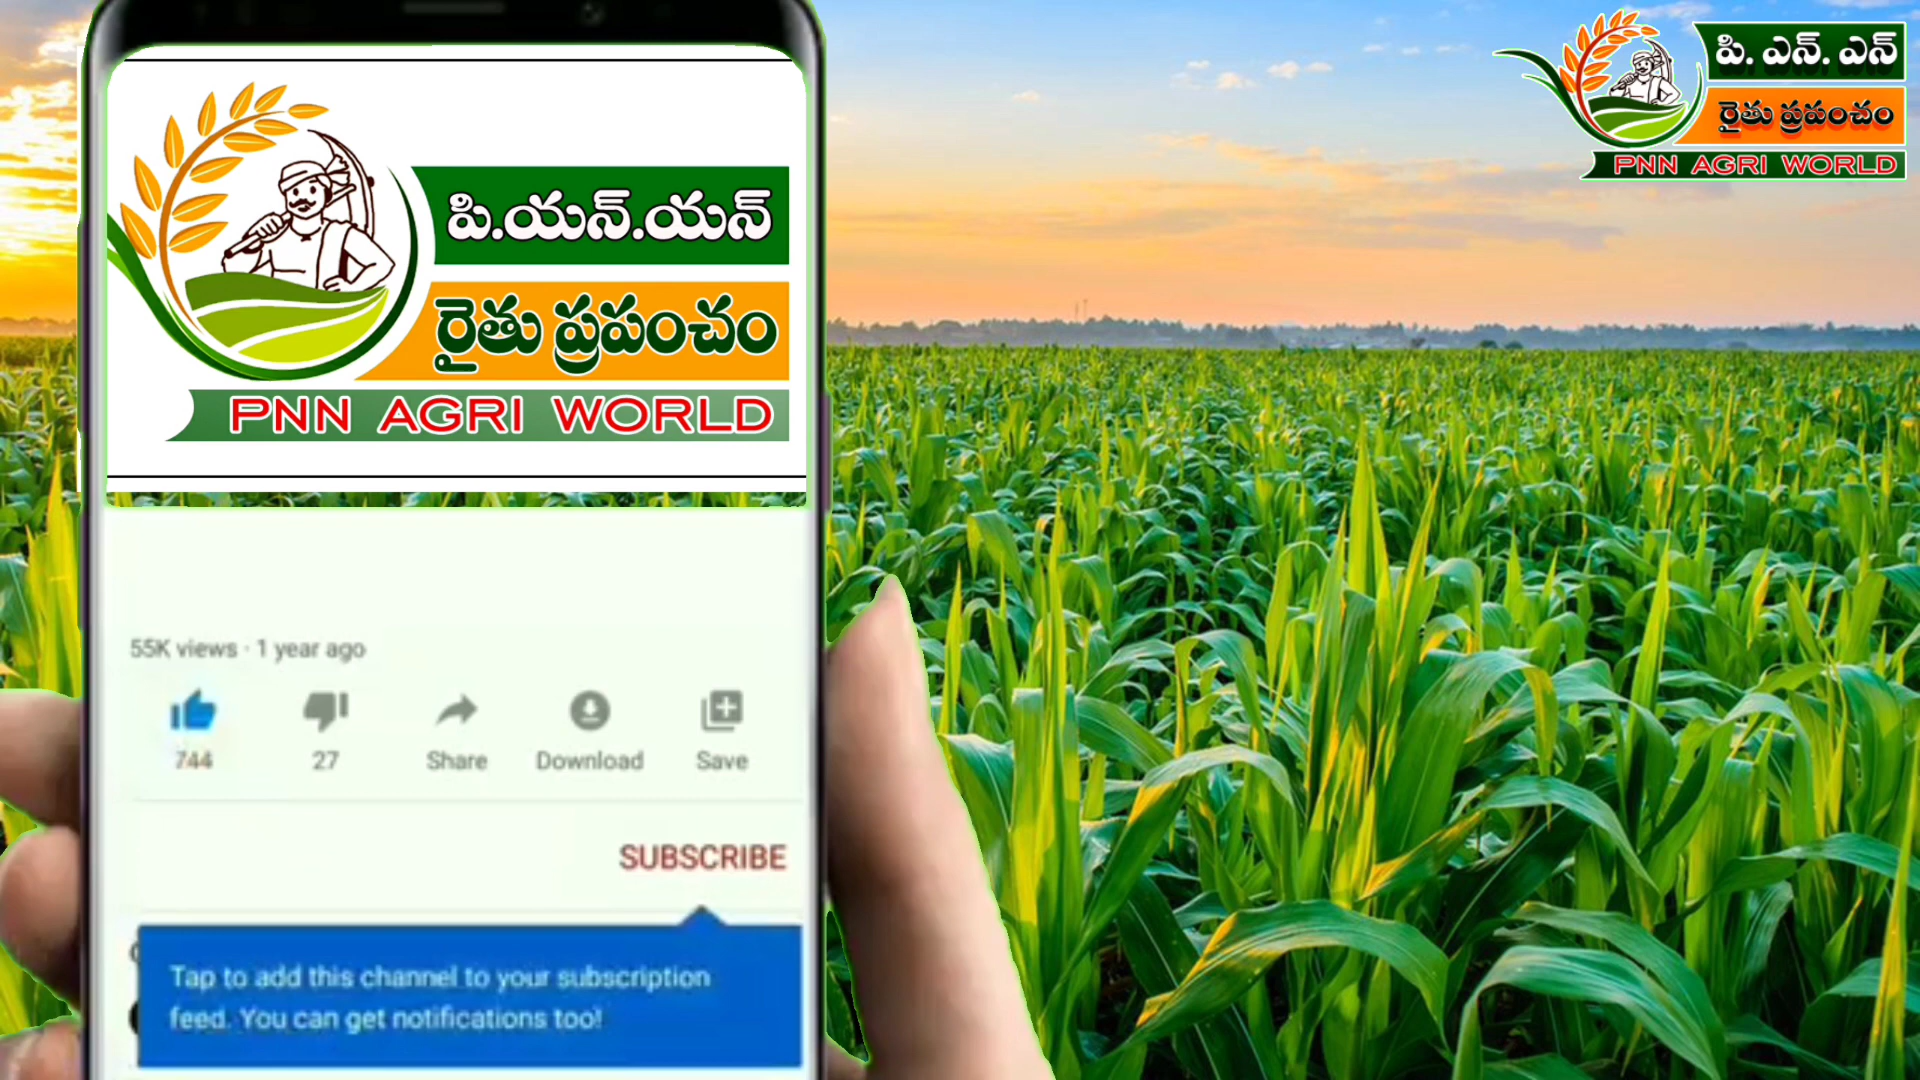 పి.యన్.యన్
రైతు ప్రపంచం
PNN AGRI WORLD
55K views · 1 year ago
744
27
Share
Download
Save
SUBSCRIBE
Tap to add this channel to your subscription
feed. You can get notifications too!
పి. ఎన్. ఎన్
రైతు ప్రపంచం
PNN AGRI WORLD